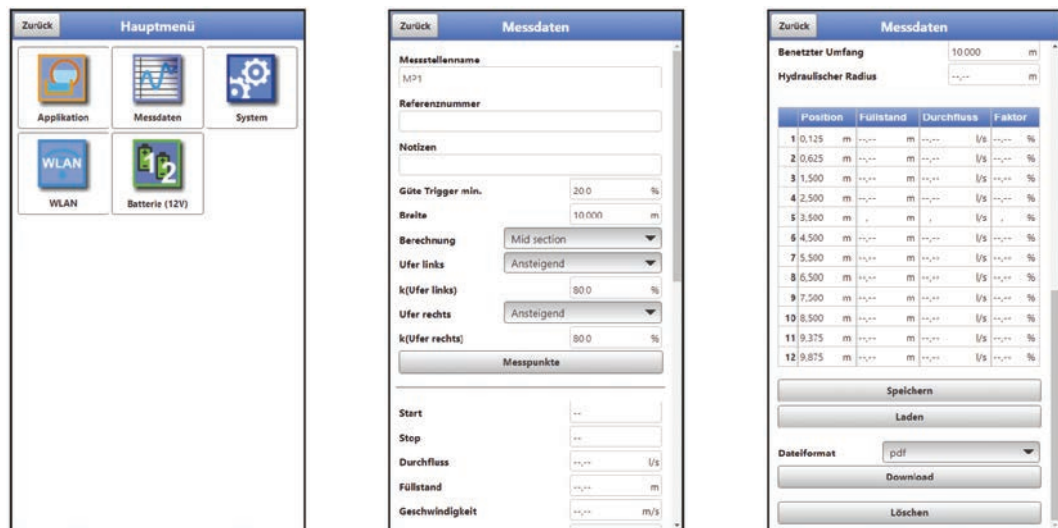 Zurück Hauptmenü
Applikation Messdaten System
WLAN
1 2
WLAN Batterie (12V)
Zurück Messdaten
Messstellenname
MP1
Referenznummer
Notizen
Güte Trigger min. 20.0 %
Breite 10.000 m
Berechnung Mid section
Ufer links Ansteigend
k(Ufer links) 80.0 %
Ufer rechts Ansteigend
k(Ufer rechts) 80.0 %
Messpunkte
Start --
Stop --
Durchfluss --,-- l/s
Füllstand --,-- m
Geschwindigkeit --,-- m/s
Zurück Messdaten
Benetzter Umfang 10.000 m
Hydraulischer Radius --,-- m
Position Füllstand Durchfluss Faktor
1 0,125 m --,-- m --,-- l/s --,-- %
2 0,625 m --,-- m --,-- l/s --,-- %
3 1,500 m --,-- m --,-- l/s --,-- %
4 2,500 m --,-- m --,-- l/s --,-- %
5 3,500 m , m , l/s , %
6 4,500 m --,-- m --,-- l/s --,-- %
7 5,500 m --,-- m --,-- l/s --,-- %
8 6,500 m --,-- m --,-- l/s --,-- %
9 7,500 m --,-- m --,-- l/s --,-- %
10 8,500 m --,-- m --,-- l/s --,-- %
11 9,375 m --,-- m --,-- l/s --,-- %
12 9,875 m --,-- m --,-- l/s --,-- %
Speichern
Laden
Dateiformat pdf
Download
Löschen